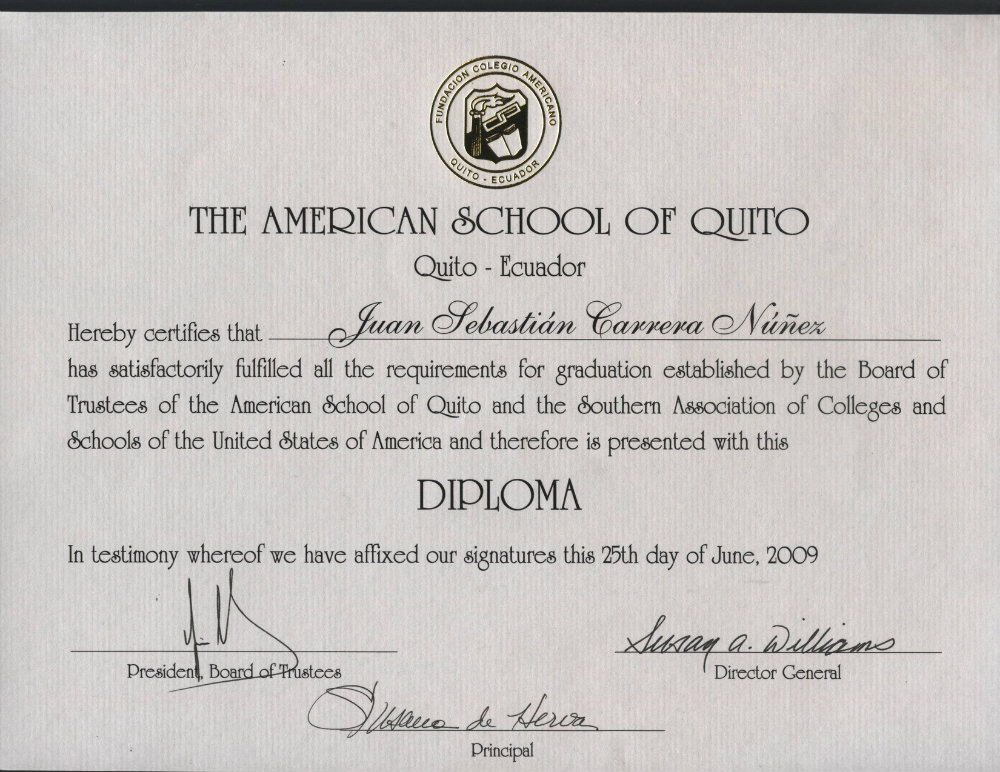 FUNDACION COLEGIO AMERICANO
QUITO - ECUADOR
THE AMERICAN SCHOOL OF QUITO
Quito - Ecuador
Hereby certifies that Juan Sebastián Carrera Núñez
has satisfactorily fulfilled all the requirements for graduation established by the Board of
Trustees of the American School of Quito and the Southern Association of Colleges and
Schools of the United States of America and therefore is presented with this
DIPLOMA
In testimony whereof we have affixed our signatures this 25th day of June, 2009
Susan A. Williams
President, Board of Trustees
Director General
Susana de
Principal